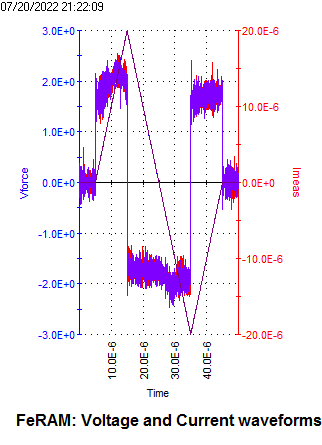 07/20/2022 21:22:09
3.0E+0
2.0E+0
1.0E+0
0.0E+0
-1.0E+0
-2.0E+0
-3.0E+0
Vforce
20.0E-6
10.0E-6
0.00E+0
-10.0E-6
-20.0E-6
Imeas
10.0E-6
20.0E-6
30.0E-6
40.0E-6
Time
FeRAM: Voltage and Current waveforms